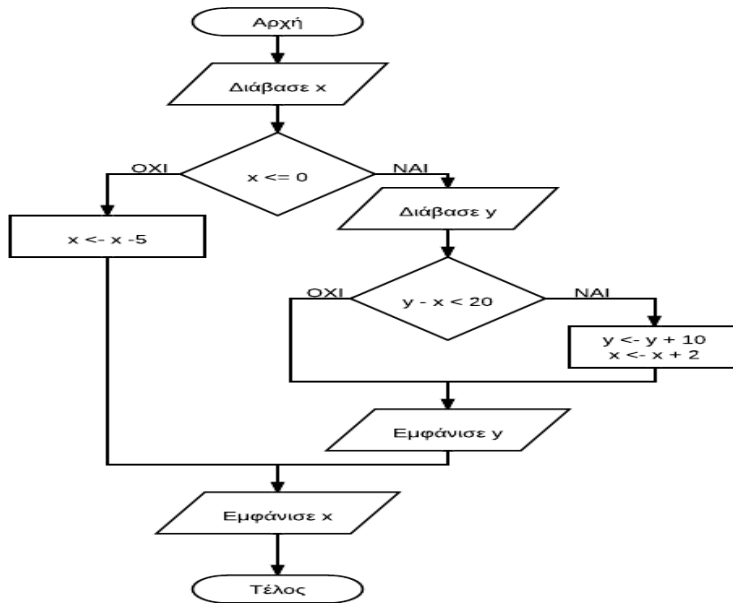 Αρχή
Διάβασε x
x <= 0
ΟΧΙ
ΝΑΙ
x <- x -5
Διάβασε y
y - x < 20
ΟΧΙ
ΝΑΙ
y <- y + 10
x <- x + 2
Εμφάνισε y
Εμφάνισε x
Τέλος